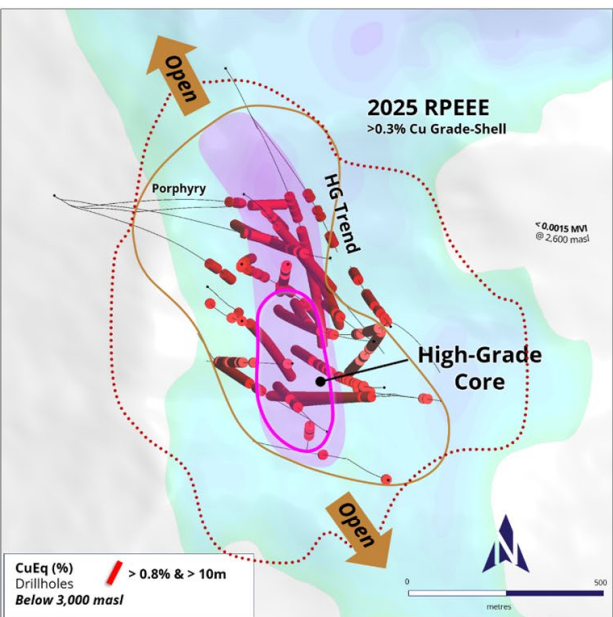 Open
2025 RPEEE
>0.3% Cu Grade-Shell
Porphyry
HG Trend
<0.0015 MVI
@ 2,600 masl
High-Grade
Core
Open
CuEq (%)
Drillholes
> 0.8% & > 10m
Below 3,000 masl
N
0
500
metres